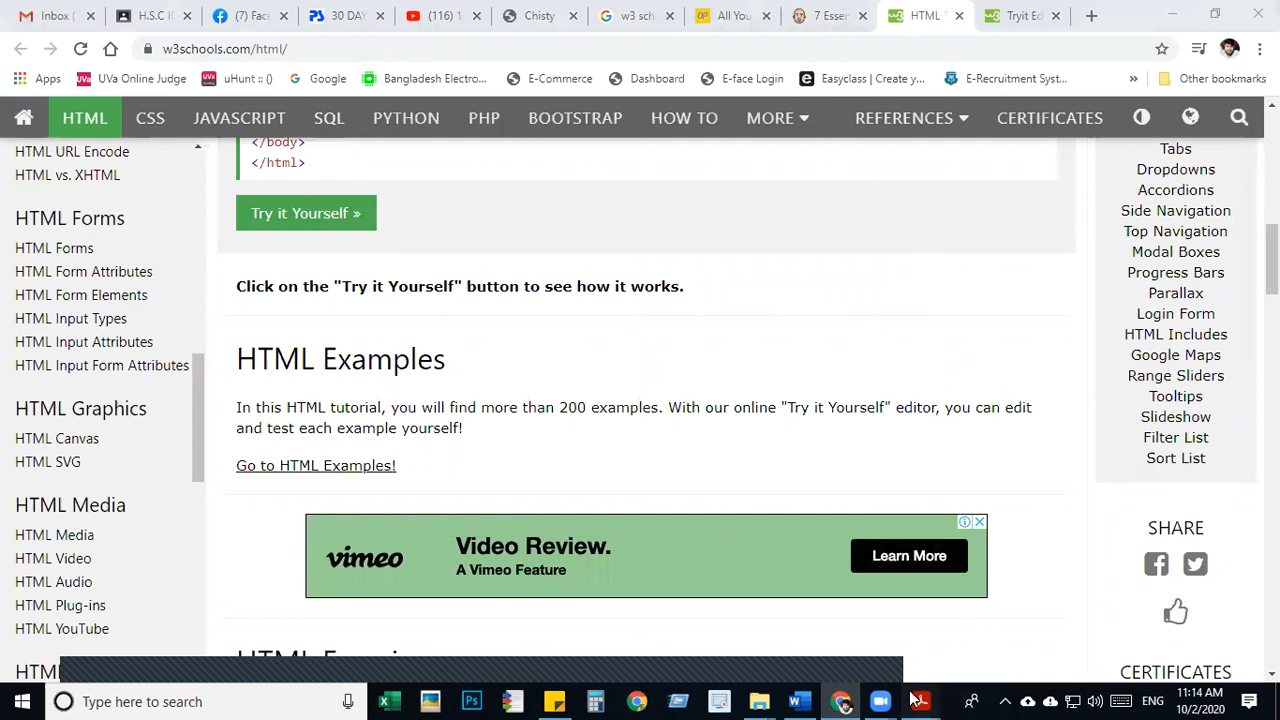 Inbox (
H.S.C I
(7) Face
30 DAY
(116) 1
Chisty
w3 sc
All You
Essen
HTML
Tryit E
w3schools.com/html/
Apps
UVa Online Judge
uHunt :: ()
Google
Bangladesh Electro...
E-Commerce
Dashboard
E-face Login
Easyclass | Create y...
E-Recruitment Syst...
Other bookmarks
HTML CSS JAVASCRIPT SQL PYTHON PHP BOOTSTRAP HOW TO MORE REFERENCES CERTIFICATES
HTML URL Encode
HTML vs. XHTML
HTML Forms
HTML Forms
HTML Form Attributes
HTML Form Elements
HTML Input Types
HTML Input Attributes
HTML Input Form Attributes
HTML Graphics
HTML Canvas
HTML SVG
HTML Media
HTML Media
HTML Video
HTML Audio
HTML Plug-ins
HTML YouTube
</body>
</html>
Try it Yourself »
Click on the "Try it Yourself" button to see how it works.
HTML Examples
In this HTML tutorial, you will find more than 200 examples. With our online "Try it Yourself" editor, you can edit
and test each example yourself!
Go to HTML Examples!
vimeo
Video Review.
A Vimeo Feature
Learn More
Tabs
Dropdowns
Accordions
Side Navigation
Top Navigation
Modal Boxes
Progress Bars
Parallax
Login Form
HTML Includes
Google Maps
Range Sliders
Tooltips
Slideshow
Filter List
Sort List
SHARE
CERTIFICATES
Type here to search
ENG
11:14 AM
10/2/2020